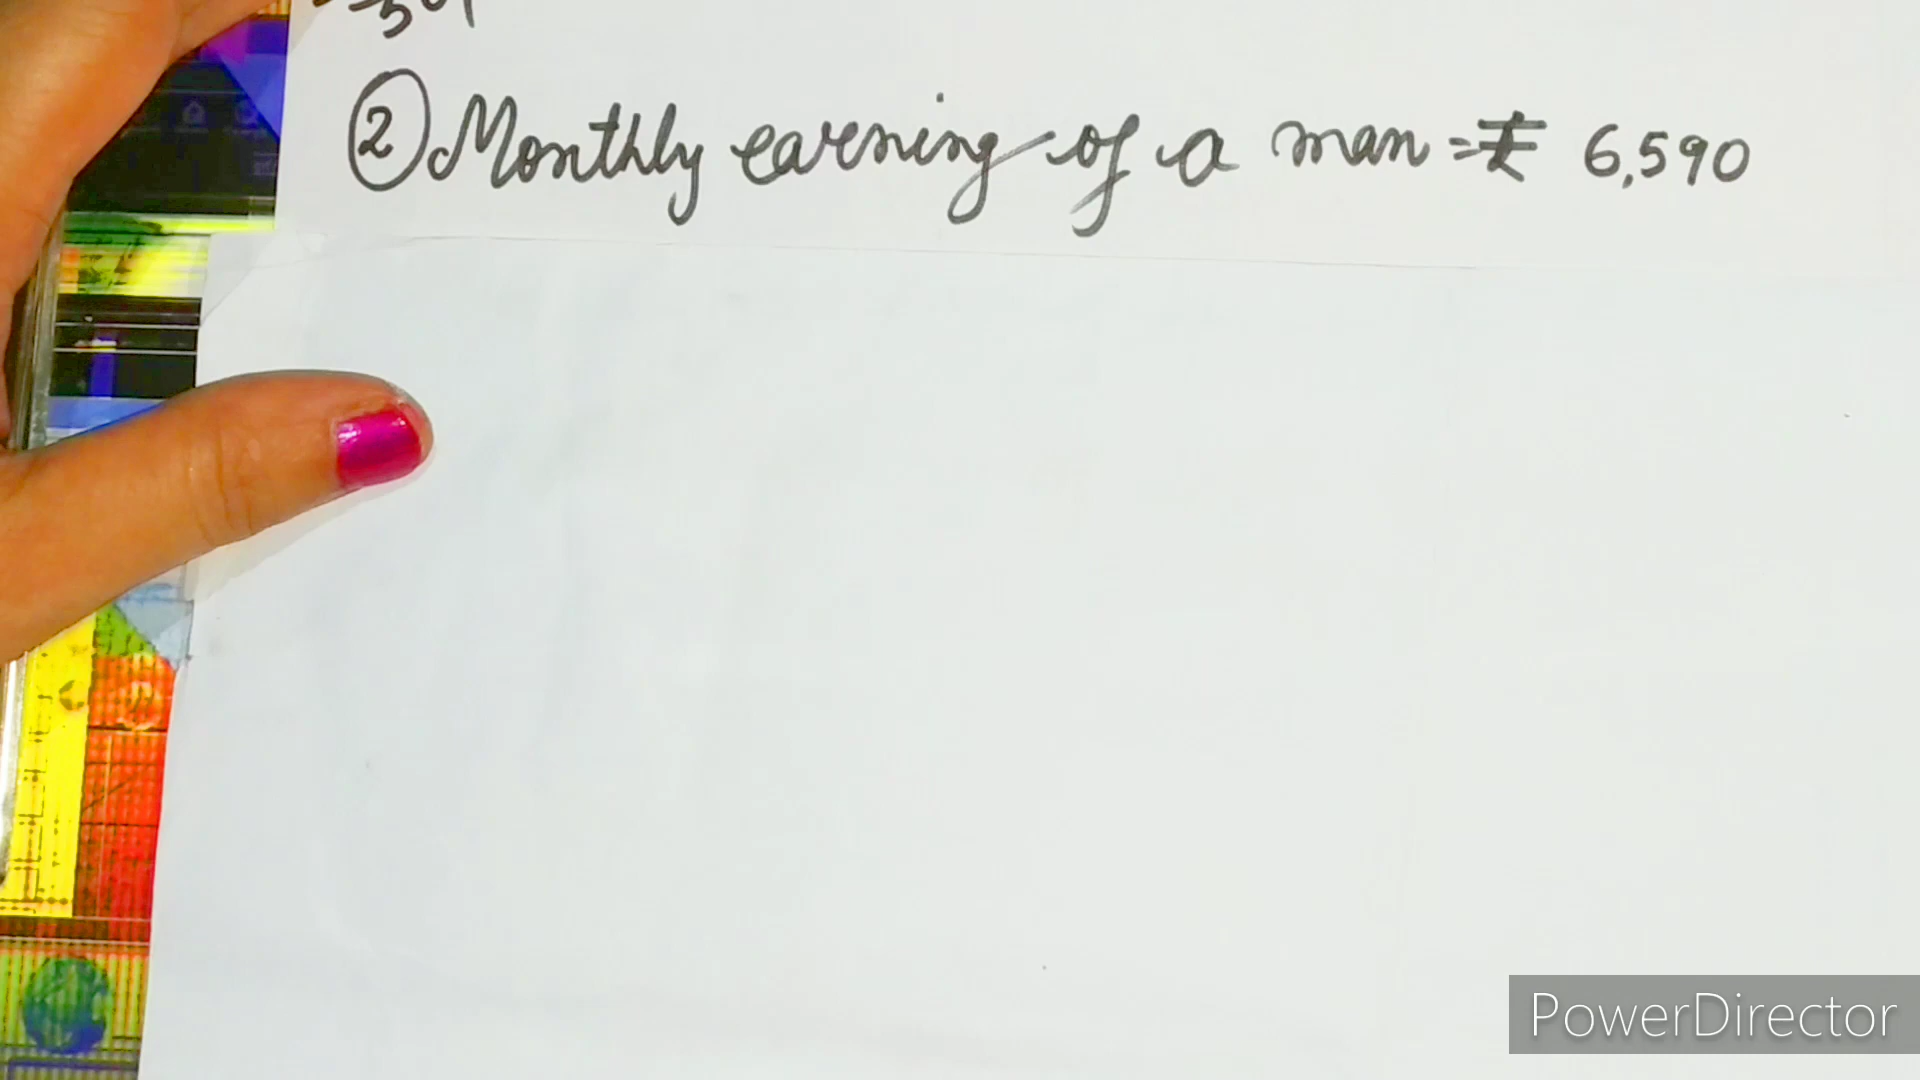 ② Monthly earning of a man = ₹ 6,590
PowerDirector